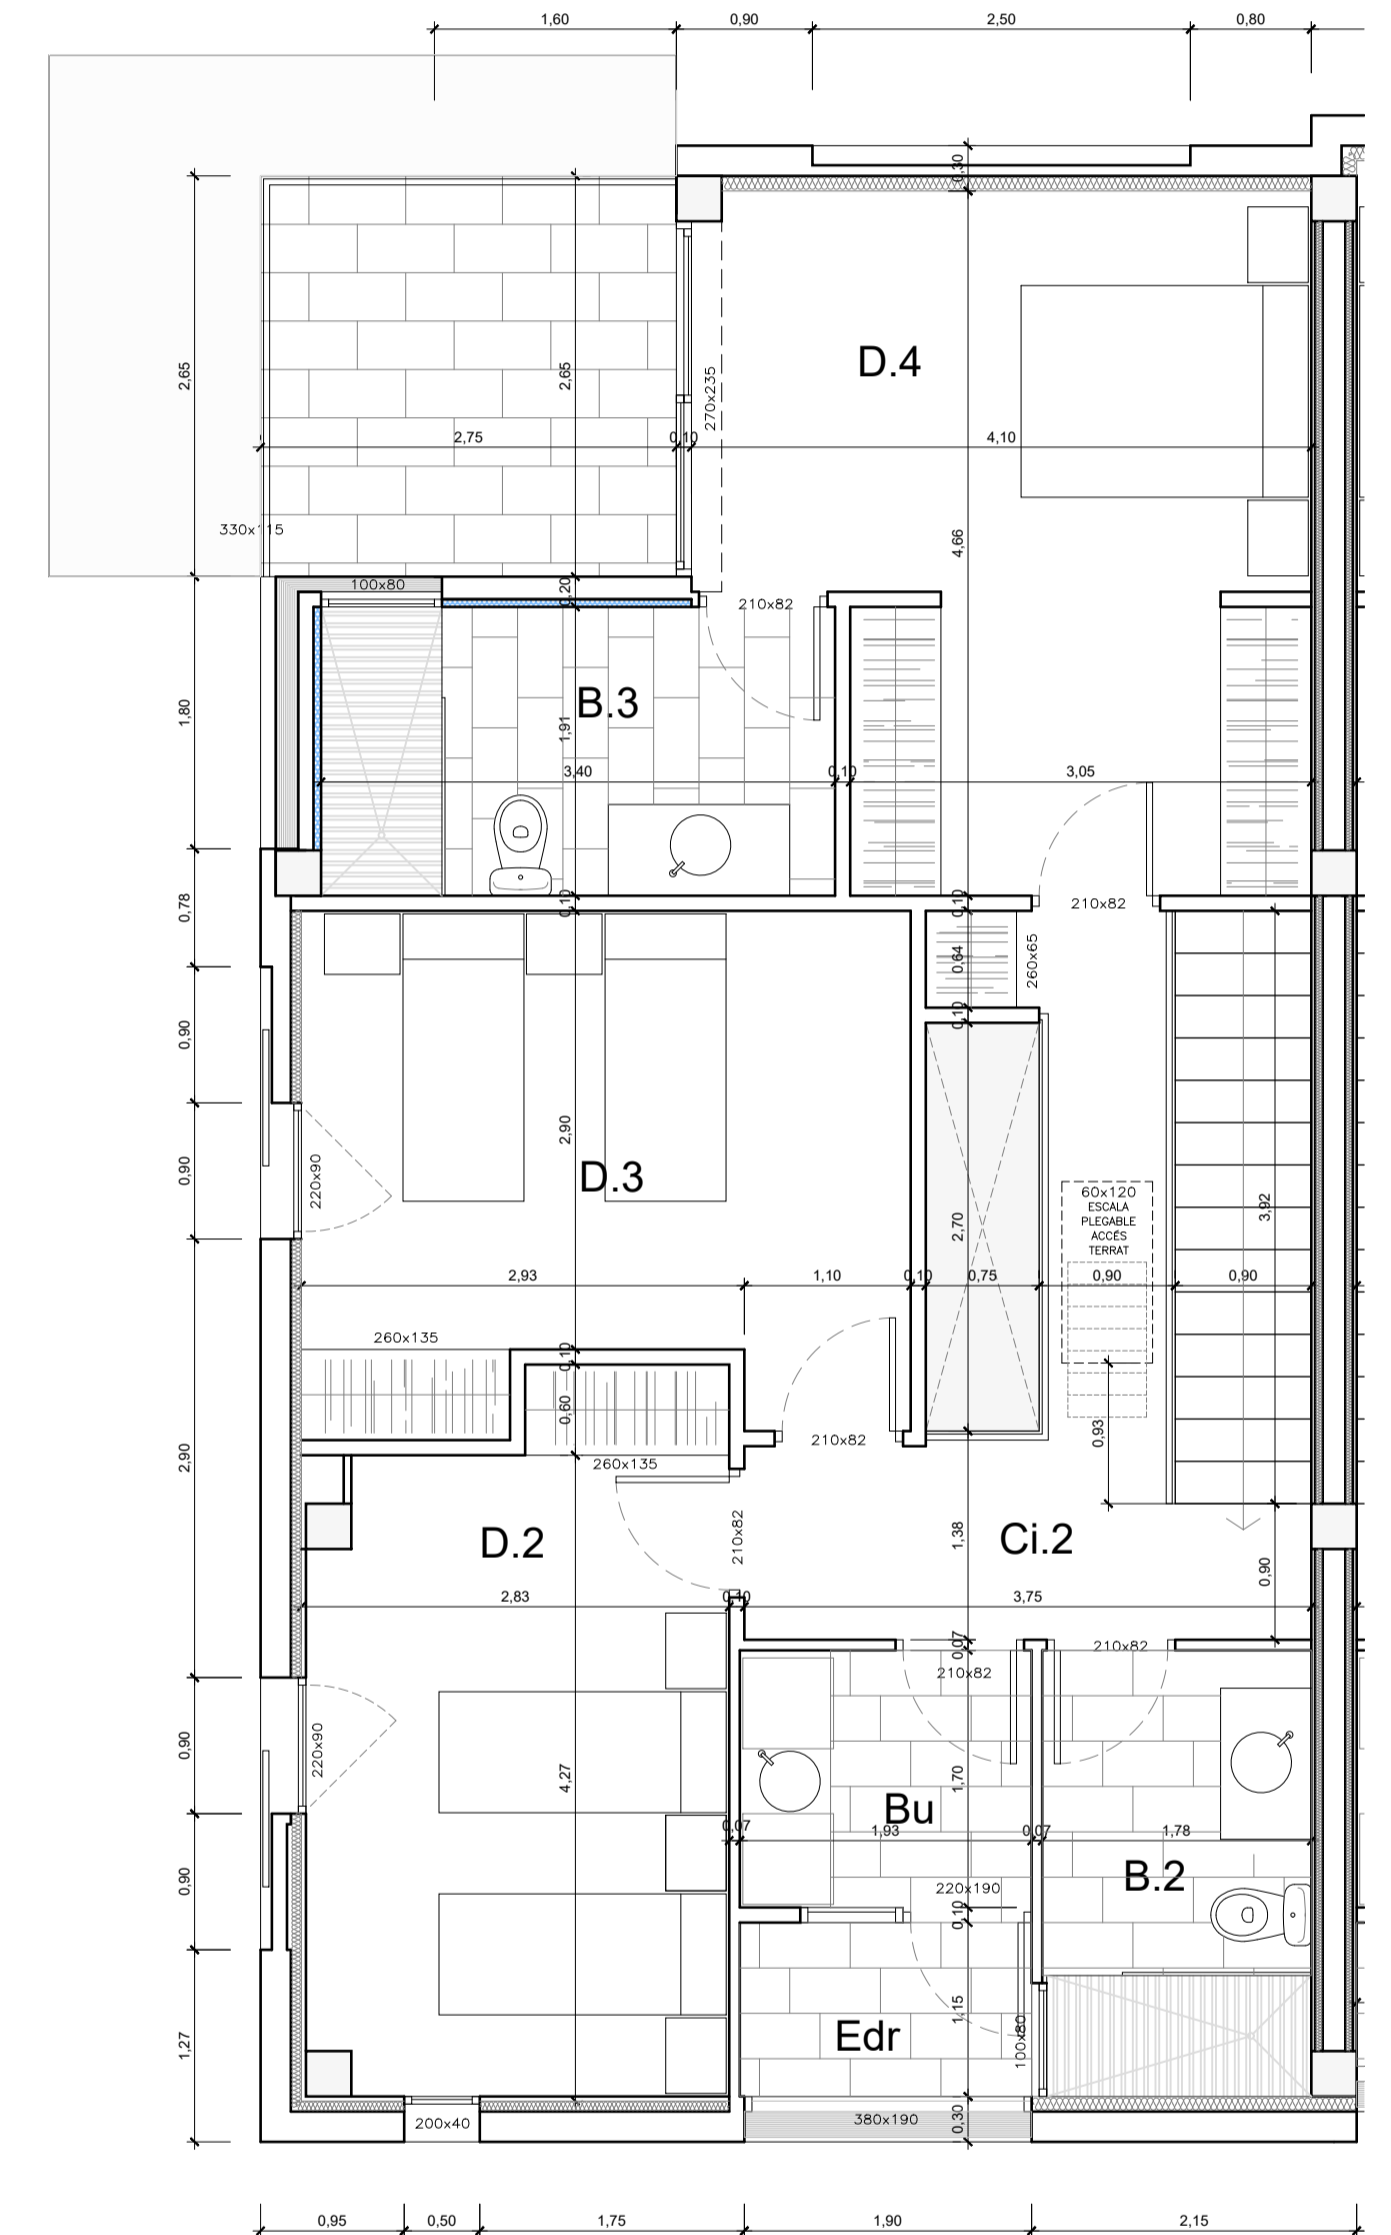 1,60 0,90 2,50 0,80
0,30
D.4
2,65 2,65 270x235
2,75 0,10 4,10
330x115 4,66
100x80 0,20
210x82
B.3
1,80 1,91
3,40 0,10 3,05
0,78 0,10 0,10 210x82
0,64 260x65
0,10
0,90
2,90
0,90 220x90 D.3
60x120
ESCALA
PLEGABLE
ACCÉS
TERRAT
2,70 3,92
2,93 1,10 0,10 0,75 0,90 0,90
260x135 0,10
0,60
2,90 210x82 0,93
260x135
D.2 210x82 1,38 Ci.2
0,90
2,83 0,10 3,75
0,07 210x82
210x82
0,90 220x90 4,27 1,70
Bu
0,07 1,93 0,07 1,78
B.2
0,90 220x190
0,10
1,15
Edr 100x80
1,27
200x40 380x190 0,30
0,95 0,50 1,75 1,90 2,15